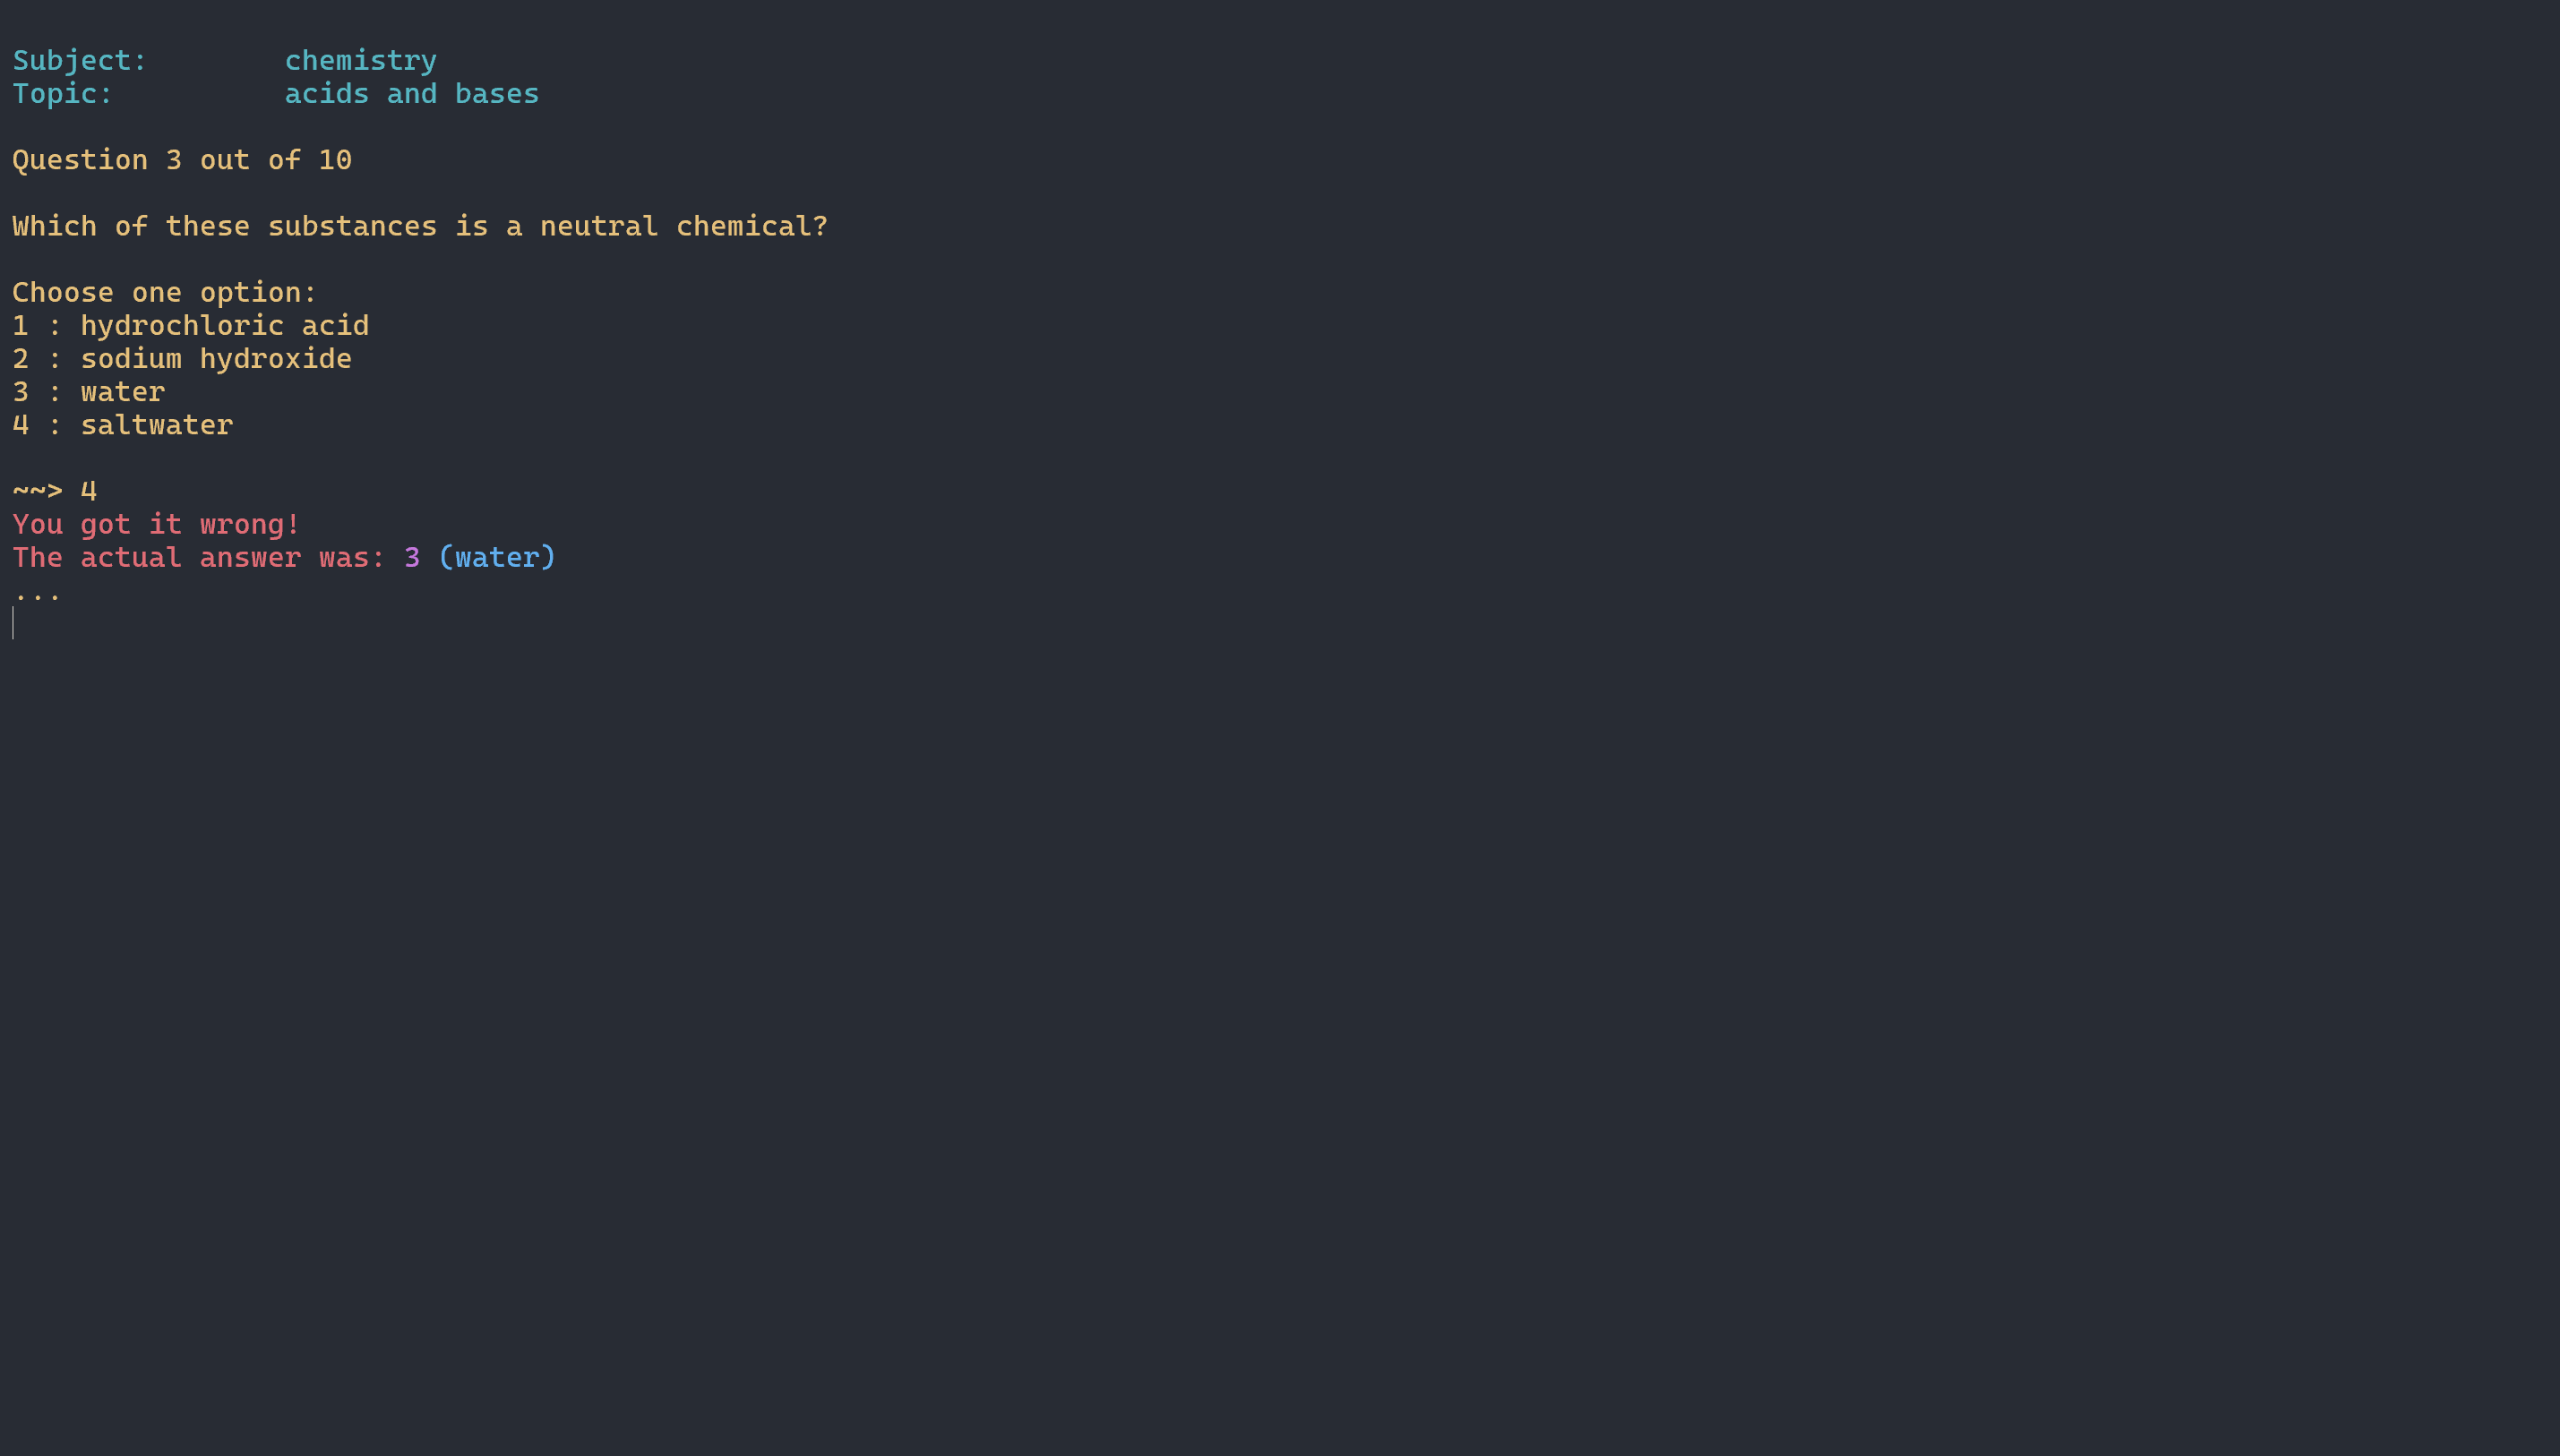 Subject:        chemistry
Topic:          acids and bases
Question 3 out of 10
Which of these substances is a neutral chemical?
Choose one option:
1 : hydrochloric acid
2 : sodium hydroxide
3 : water
4 : saltwater
~~> 4
You got it wrong!
The actual answer was: 3 (water)
...